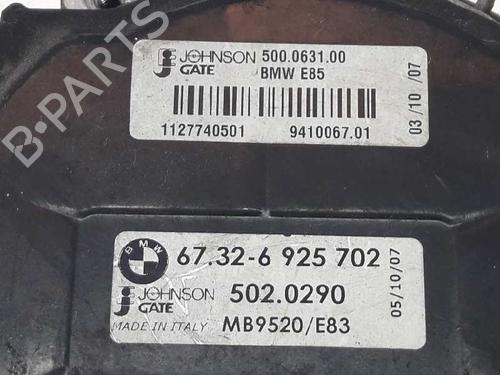 JOHNSON
GATE
500.0631.00
BMW E85
1127740501
9410067.01
03/10/07
BMW
67.32-6 925 702
JOHNSON
GATE
502.0290
MADE IN ITALY
MB9520/E83
05/10/07
B-PARTS